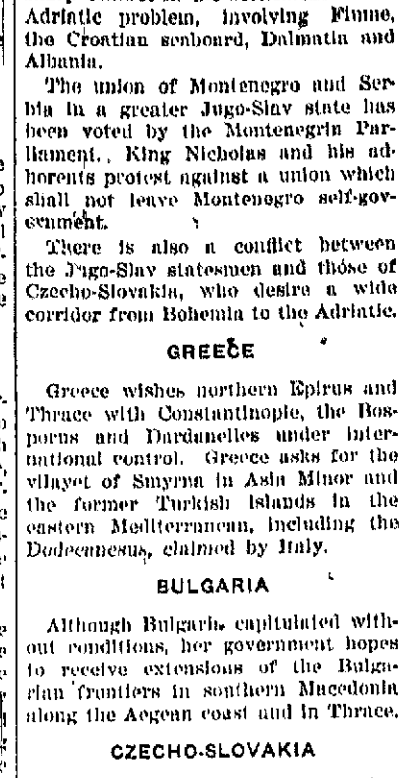 Adriatic problem, involving Fiume,
the Croatian seaboard, Dalmatia and
Albania.
The union of Montenegro and Ser-
bia in a greater Jugo-Slav state has
been voted by the Montenegrin Par-
liament. King Nicholas and his ad-
herents protest against a union which
shall not leave Montenegro self-gov-
ernment.
There is also a conflict between
the Jugo-Slav statesmen and those of
Czecho-Slovakia, who desire a wide
corridor from Bohemia to the Adriatic.
GREECE
Greece wishes northern Epirus and
Thrace with Constantinople, the Bos-
porus and Dardanelles under inter-
national control. Greece asks for the
vilayet of Smyrna in Asia Minor and
the former Turkish islands in the
eastern Mediterranean, including the
Dodecanesus, claimed by Italy.
BULGARIA
Although Bulgaria capitulated with-
out conditions, her government hopes
to receive extensions of the Bulga-
rian frontiers in southern Macedonia
along the Aegean coast and in Thrace.
CZECHO-SLOVAKIA